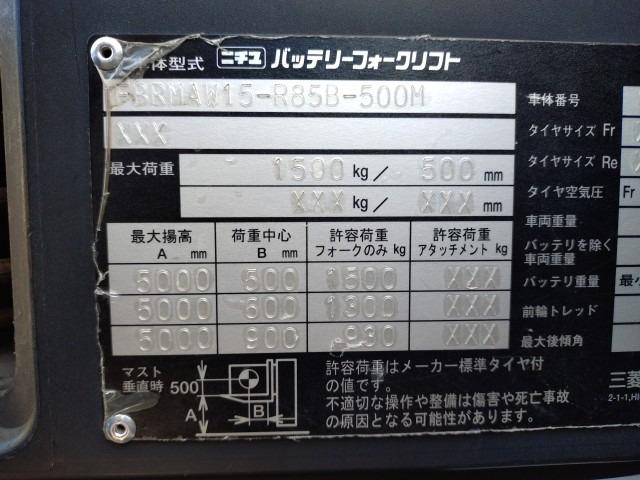 車体型式 ニチユ バッテリーフォークリフト
FBRMAW15-R85B-500M
XXX
最大荷重 1500 kg／ 500 mm
XXX kg／ XXX mm
最大揚高 A mm 荷重中心 B mm 許容荷重 フォークのみ kg 許容荷重 アタッチメント kg
5000 500 1500 XXX
5000 600 1300 XXX
5000 900 930 XXX
マスト
垂直時 500
A
B
許容荷重はメーカー標準タイヤ付
の値です。
不適切な操作や整備は傷害や死亡事故
の原因となる可能性があります。
車体番号
タイヤサイズ Fr
タイヤサイズ Re
タイヤ空気圧 Fr
車両重量
バッテリを除く
車両重量
バッテリ重量
前輪トレッド
最大後傾角
三菱
2-1-1,HI